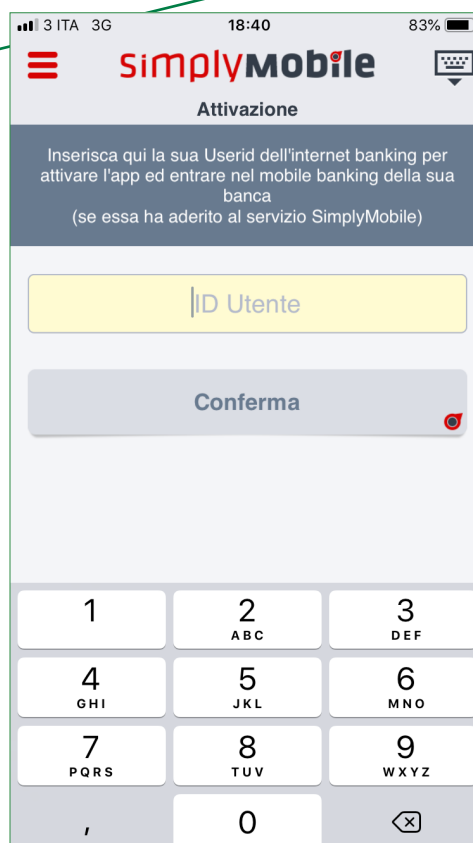 3 ITA 3G 18:40 83%
simplyMobile
Attivazione
Inserisca qui la sua Userid dell'internet banking per
attivare l'app ed entrare nel mobile banking della sua
banca
(se essa ha aderito al servizio SimplyMobile)
ID Utente
Conferma
1 2 3
ABC DEF
4 5 6
GHI JKL MNO
7 8 9
PQRS TUV WXYZ
, 0